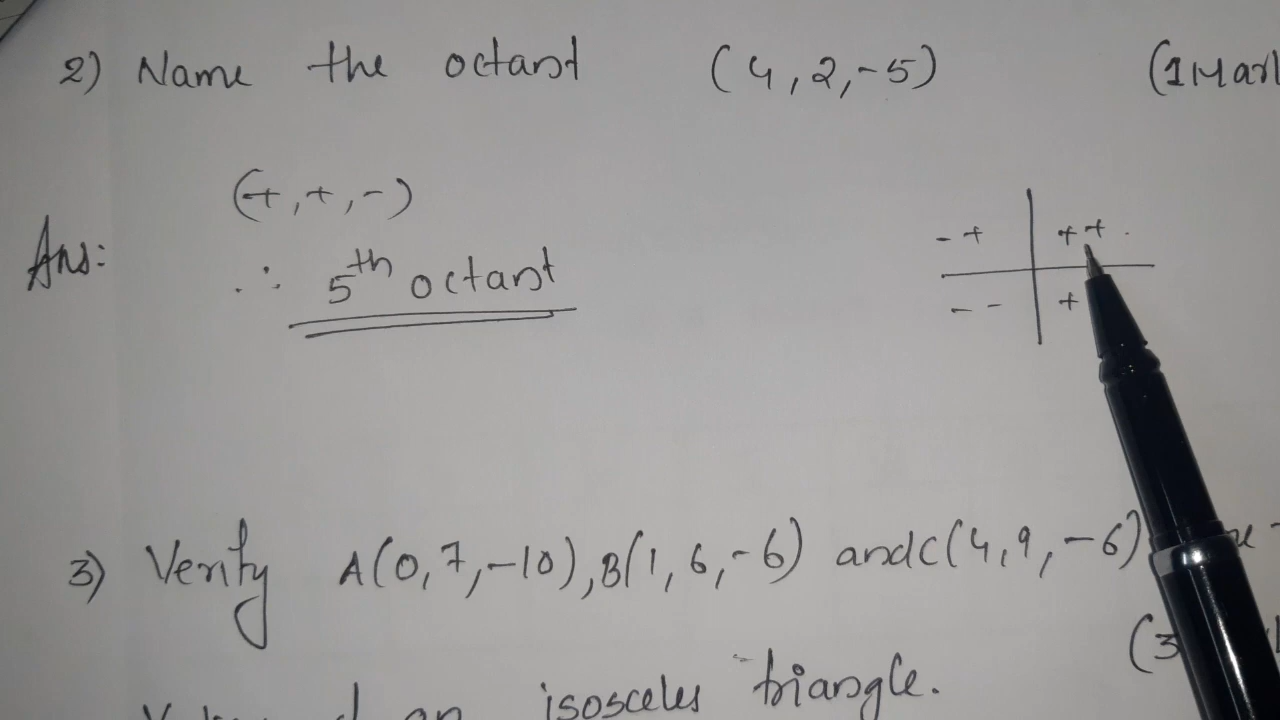 2) Name the octant (4, 2, -5) (1 Mar
(+, +, -)
Ans:
∴ 5th octant
- + | + +
- - | +
3) Verify A(0, 7, -10), B(1, 6, -6) and C(4, 9, -6)
(3
an isosceles triangle.